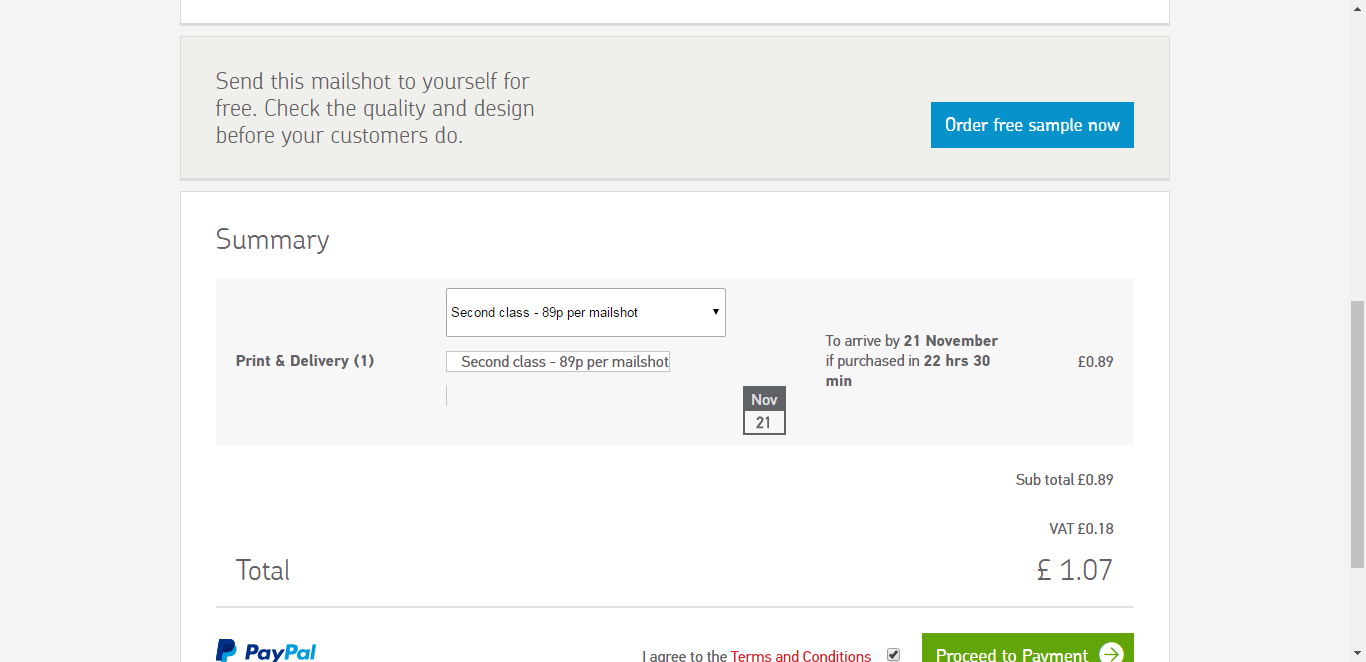 Send this mailshot to yourself for
free. Check the quality and design
before your customers do.
Order free sample now
Summary
Second class - 89p per mailshot
Print & Delivery (1)
Second class - 89p per mailshot
Nov
21
To arrive by 21 November
if purchased in 22 hrs 30
min
£0.89
Sub total £0.89
VAT £0.18
Total
£ 1.07
PayPal
I agree to the Terms and Conditions
Proceed to Payment